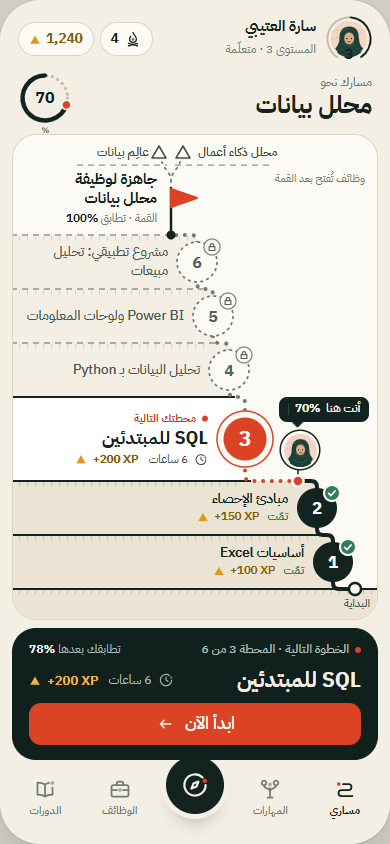 سارة العتيبي
المستوى 3 · متعلّمة
4
1,240
مسارك نحو
محلل بيانات
70
%
محلل ذكاء أعمال
عالِم بيانات
وظائف تُفتح بعد القمة
جاهزة لوظيفة
محلل بيانات
القمة · تطابق 100%
6
مشروع تطبيقي: تحليل
مبيعات
5
Power BI ولوحات المعلومات
4
تحليل البيانات بـ Python
أنت هنا 70%
محطتك التالية
3
SQL للمبتدئين
6 ساعات +200 XP
2
مبادئ الإحصاء
تمّت +150 XP
1
أساسيات Excel
تمّت +100 XP
البداية
الخطوة التالية · المحطة 3 من 6
تطابقك بعدها 78%
SQL للمبتدئين
6 ساعات +200 XP
ابدأ الآن ←
مساري
المهارات
الوظائف
الدورات